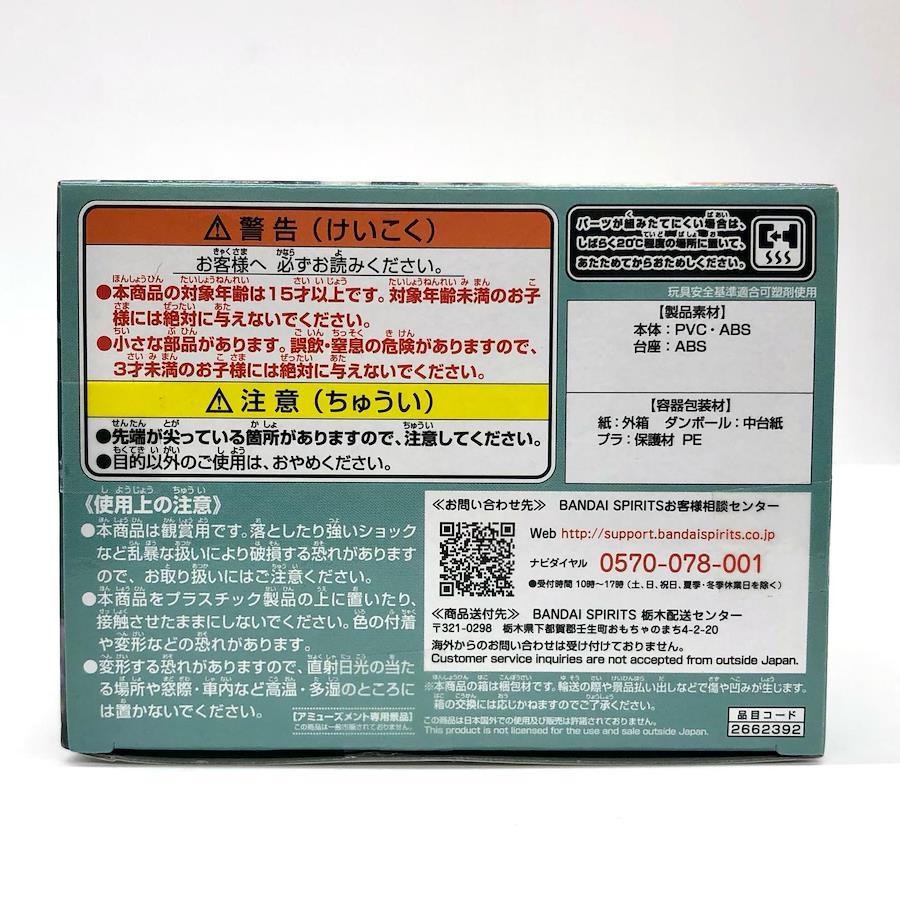 ⚠警告（けいこく）
お客様へ 必ずお読みください。
●本商品の対象年齢は15才以上です。対象年齢未満のお子
様には絶対に与えないでください。
●小さな部品があります。誤飲・窒息の危険がありますので、
3才未満のお子様には絶対に与えないでください。
⚠注意（ちゅうい）
●先端が尖っている箇所がありますので、注意してください。
●目的以外のご使用は、おやめください。
《使用上の注意》
●本商品は観賞用です。落としたり強いショック
など乱暴な扱いにより破損する恐れがあります
ので、お取り扱いにはご注意ください。
●本商品をプラスチック製品の上に置いたり、
接触させたままにしないでください。色の付着
や変形などの恐れがあります。
●変形する恐れがありますので、直射日光の当た
る場所や窓際・車内など高温・多湿のところに
は置かないでください。
【アミューズメント専用景品】
この商品は一般市販されておりません。
パーツが組みたてにくい場合は、
しばらく20℃程度の場所に置いて、
あたためてからおためしください。
玩具安全基準適合可塑剤使用
【製品素材】
本体：PVC・ABS
台座：ABS
【容器包装材】
紙：外箱 ダンボール：中台紙
プラ：保護材 PE
≪お問い合わせ先≫ BANDAI SPIRITSお客様相談センター
Web http://support.bandaispirits.co.jp
ナビダイヤル 0570-078-001
●受付時間 10時〜17時（土、日、祝日、夏季・冬季休業日を除く）
≪商品送付先≫ BANDAI SPIRITS 栃木配送センター
〒321-0298 栃木県下都賀郡壬生町おもちゃのまち4-2-20
海外からのお問い合わせは受け付けておりません。
Customer service inquiries are not accepted from outside Japan.
※本商品の箱は梱包材です。輸送の際や景品払い出しなどで傷や凹みが生じます。
箱の交換には応じかねますのでご了承ください。
この商品は日本国外での使用及び販売は許諾されておりません。
This product is not licensed for the use and sale outside Japan.
品目コード
2662392